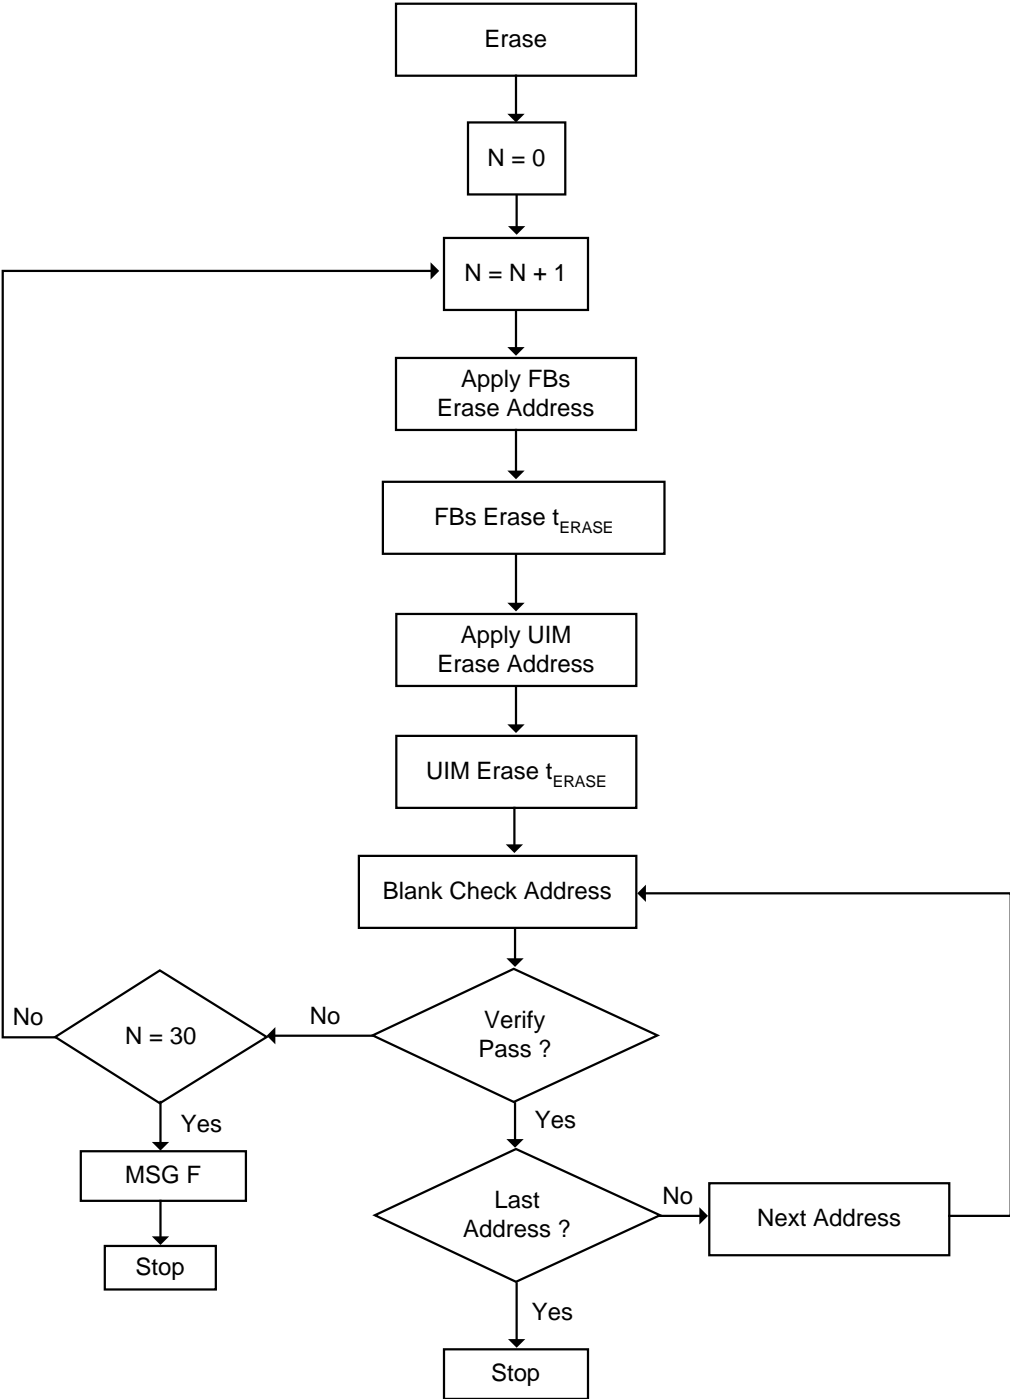 Erase
N = 0
N = N + 1
Apply FBs
Erase Address
FBs Erase tERASE
Apply UIM
Erase Address
UIM Erase tERASE
Blank Check Address
No
N = 30
No
Verify
Pass ?
Yes
Yes
MSG F
Stop
Last
Address ?
No
Next Address
Yes
Stop